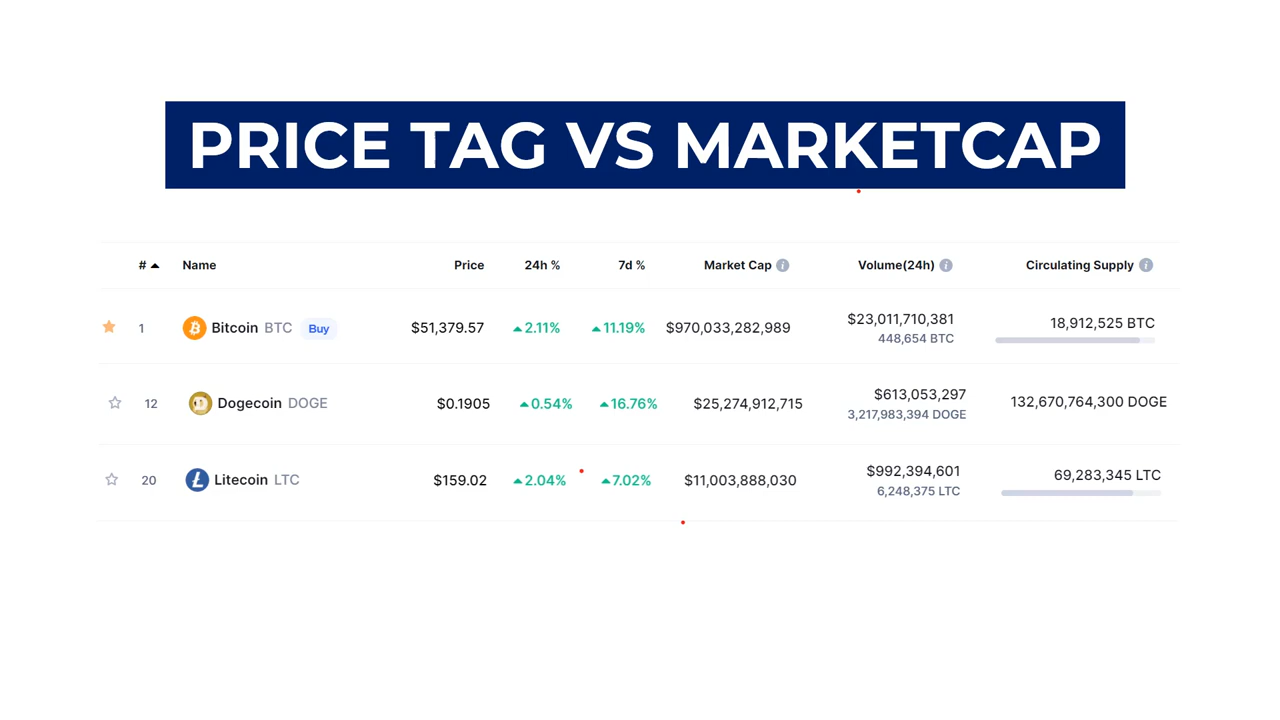 PRICE TAG VS MARKETCAP
# Name Price 24h % 7d % Market Cap Volume(24h) Circulating Supply
1 Bitcoin BTC Buy $51,379.57 2.11% 11.19% $970,033,282,989 $23,011,710,381 18,912,525 BTC
448,654 BTC
12 Dogecoin DOGE $0.1905 0.54% 16.76% $25,274,912,715 $613,053,297 132,670,764,300 DOGE
3,217,983,394 DOGE
20 Litecoin LTC $159.02 2.04% 7.02% $11,003,888,030 $992,394,601 69,283,345 LTC
6,248,375 LTC